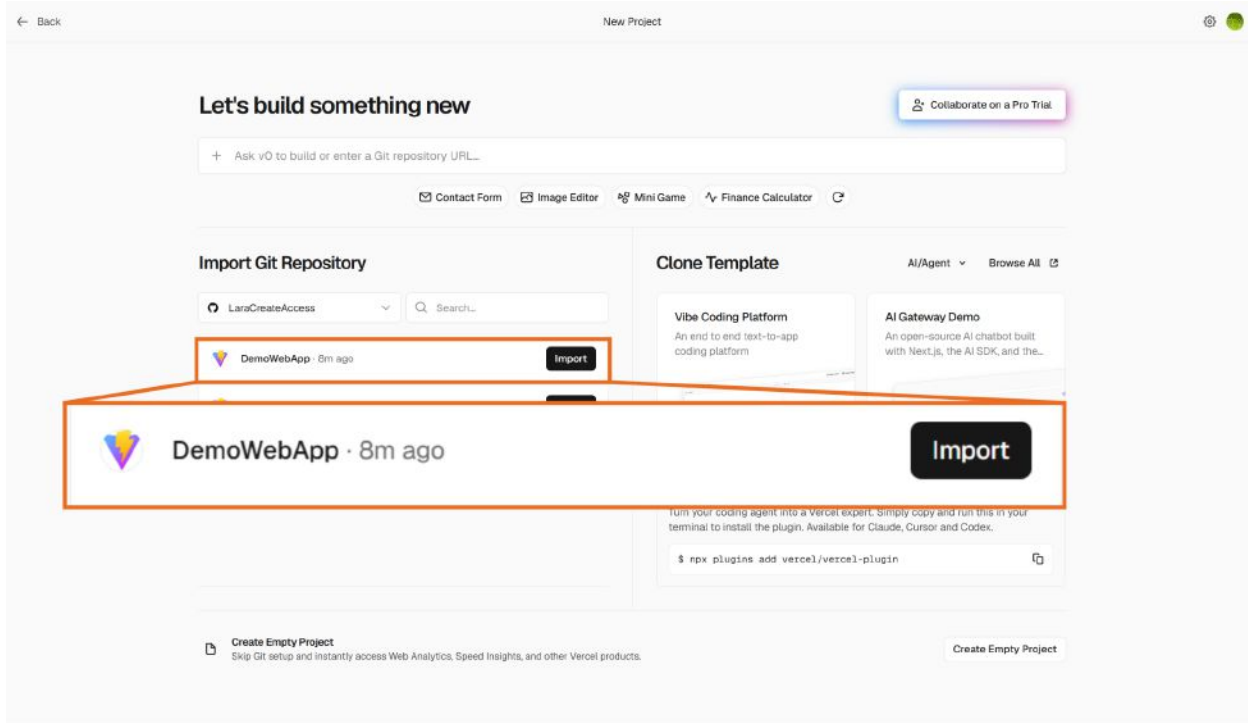 Back
New Project
Let's build something new
Collaborate on a Pro Trial
Ask v0 to build or enter a Git repository URL...
Contact Form
Image Editor
Mini Game
Finance Calculator
Import Git Repository
LaraCreateAccess
Search...
DemoWebApp · 8m ago
Import
Clone Template
AI/Agent
Browse All
Vibe Coding Platform
An end to end text-to-app
coding platform
AI Gateway Demo
An open-source AI chatbot built
with Next.js, the AI SDK, and the...
DemoWebApp · 8m ago
Import
Turn your coding agent into a Vercel expert. Simply copy and run this in your
terminal to install the plugin. Available for Claude, Cursor and Codex.
$ npx plugins add vercel/vercel-plugin
Create Empty Project
Skip Git setup and instantly access Web Analytics, Speed Insights, and other Vercel products.
Create Empty Project